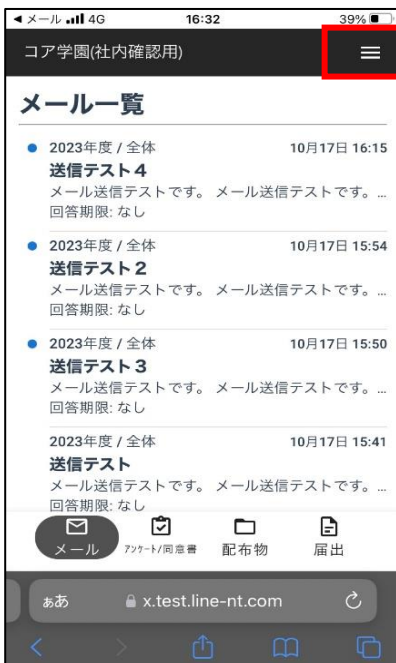 ◀ メール 4G 16:32 39%
コア学園(社内確認用)
メール一覧
2023年度 / 全体 10月17日 16:15
送信テスト4
メール送信テストです。 メール送信テストです。...
回答期限: なし
2023年度 / 全体 10月17日 15:54
送信テスト2
メール送信テストです。 メール送信テストです。...
回答期限: なし
2023年度 / 全体 10月17日 15:50
送信テスト3
メール送信テストです。 メール送信テストです。...
回答期限: なし
2023年度 / 全体 10月17日 15:41
送信テスト
メール送信テストです。 メール送信テストです。...
回答期限: なし
メール アンケート/同意書 配布物 届出
ぁあ x.test.line-nt.com